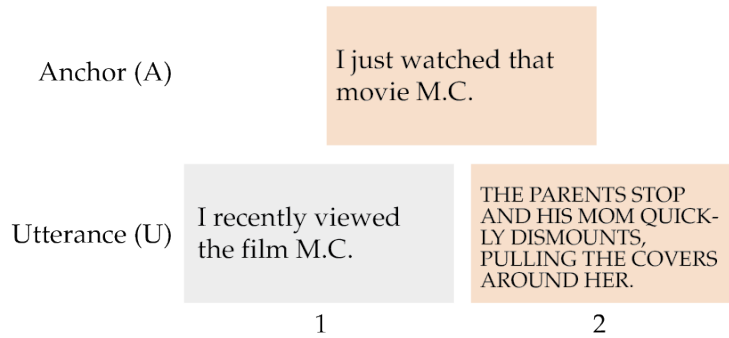 Anchor (A)
I just watched that
movie M.C.
Utterance (U)
I recently viewed
the film M.C.
THE PARENTS STOP
AND HIS MOM QUICK-
LY DISMOUNTS,
PULLING THE COVERS
AROUND HER.
1
2